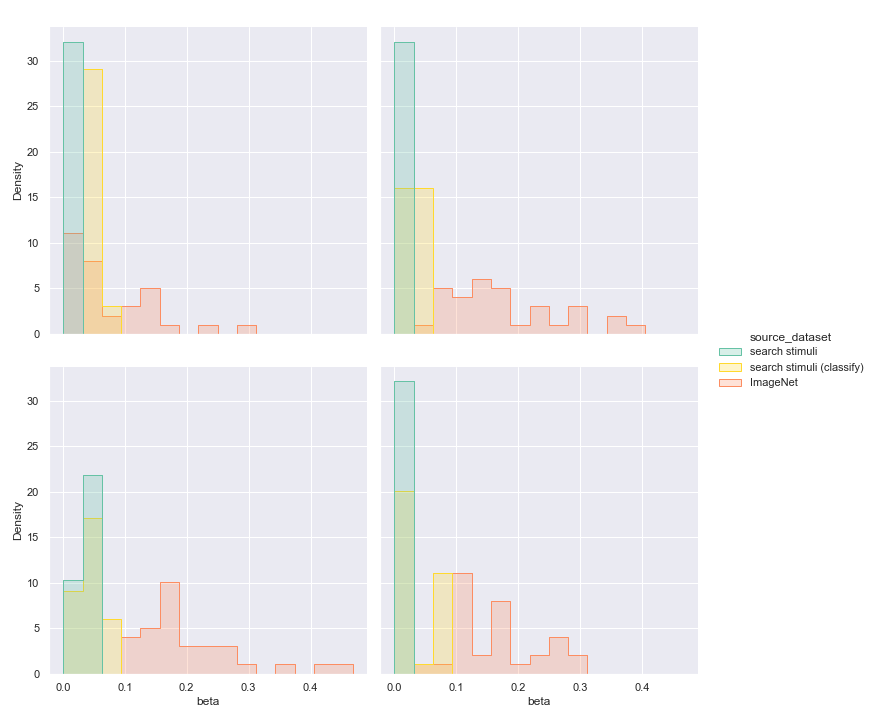 30
25
20
15
10
5
0
Density
source_dataset
search stimuli
search stimuli (classify)
ImageNet
30
25
20
15
10
5
0
Density
0.0 0.1 0.2 0.3 0.4
beta
0.0 0.1 0.2 0.3 0.4
beta